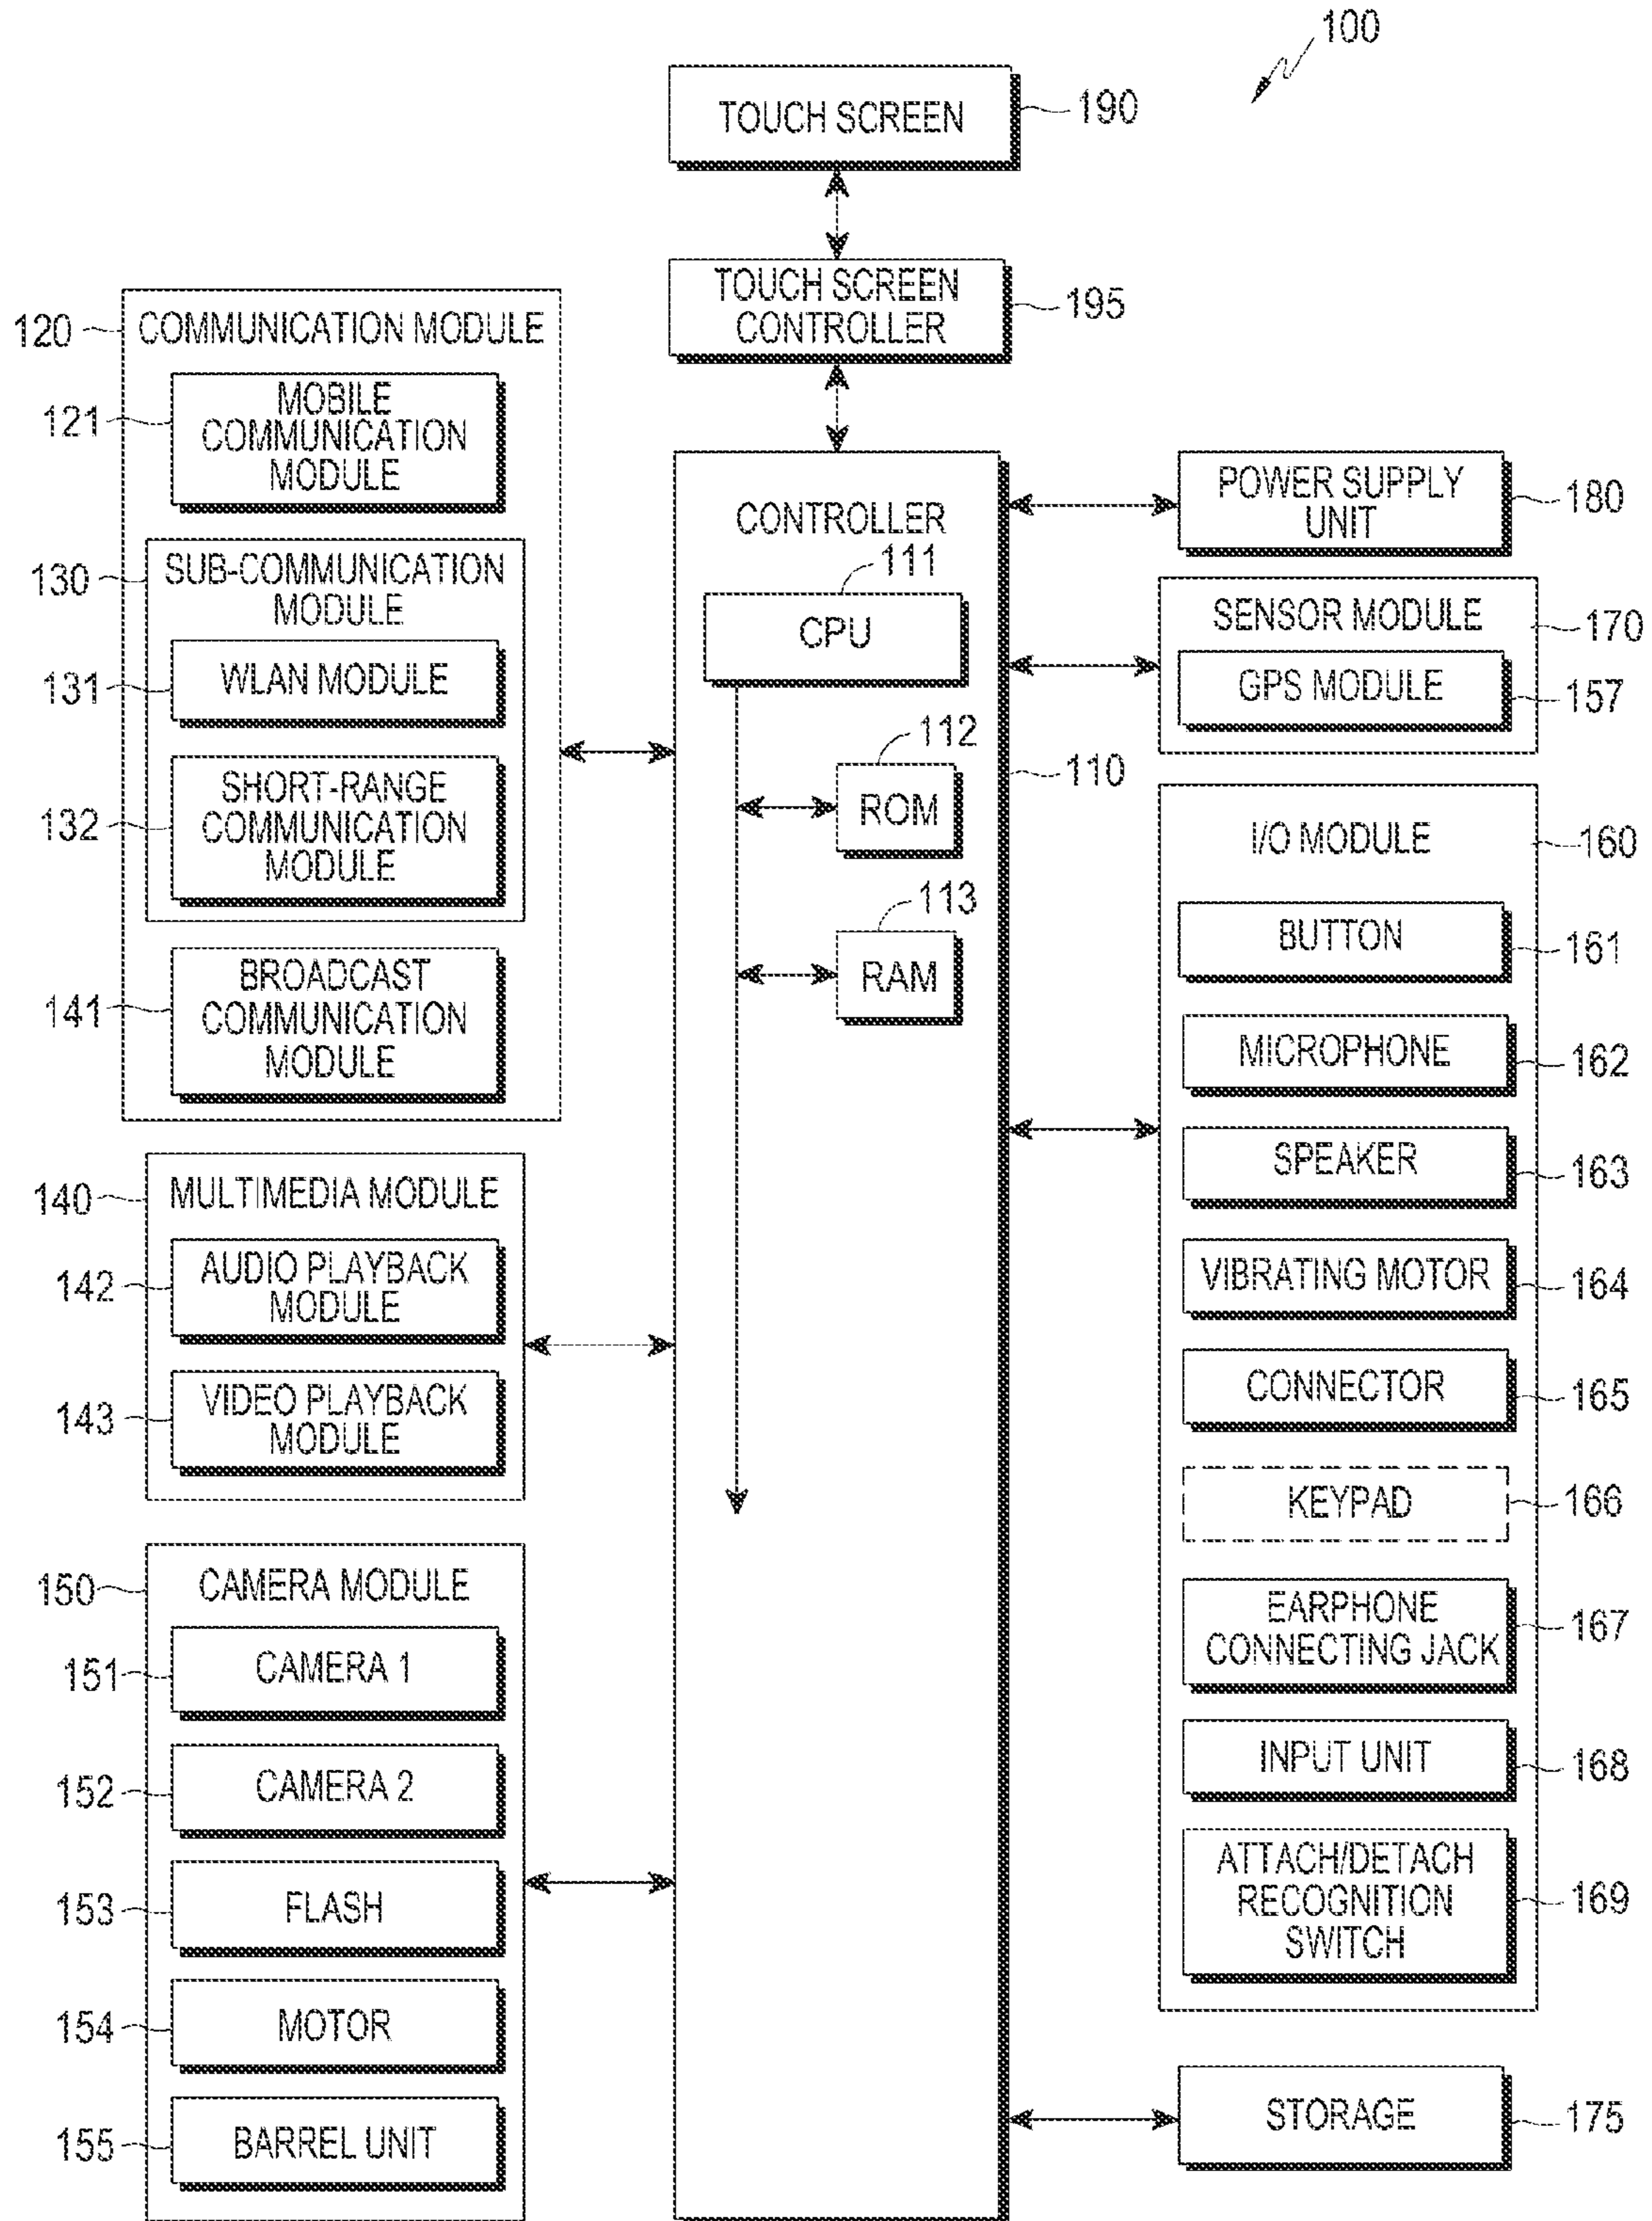 100
TOUCH SCREEN
190
TOUCH SCREEN
CONTROLLER
195
120
COMMUNICATION MODULE
121
MOBILE
COMMUNICATION
MODULE
130
SUB-COMMUNICATION
MODULE
131
WLAN MODULE
132
SHORT-RANGE
COMMUNICATION
MODULE
141
BROADCAST
COMMUNICATION
MODULE
140
MULTIMEDIA MODULE
142
AUDIO PLAYBACK
MODULE
143
VIDEO PLAYBACK
MODULE
150
CAMERA MODULE
151
CAMERA 1
152
CAMERA 2
153
FLASH
154
MOTOR
155
BARREL UNIT
CONTROLLER
111
CPU
112
ROM
110
113
RAM
POWER SUPPLY
UNIT
180
SENSOR MODULE
170
GPS MODULE
157
I/O MODULE
160
BUTTON
161
MICROPHONE
162
SPEAKER
163
VIBRATING MOTOR
164
CONNECTOR
165
KEYPAD
166
EARPHONE
CONNECTING JACK
167
INPUT UNIT
168
ATTACH/DETACH
RECOGNITION
SWITCH
169
STORAGE
175